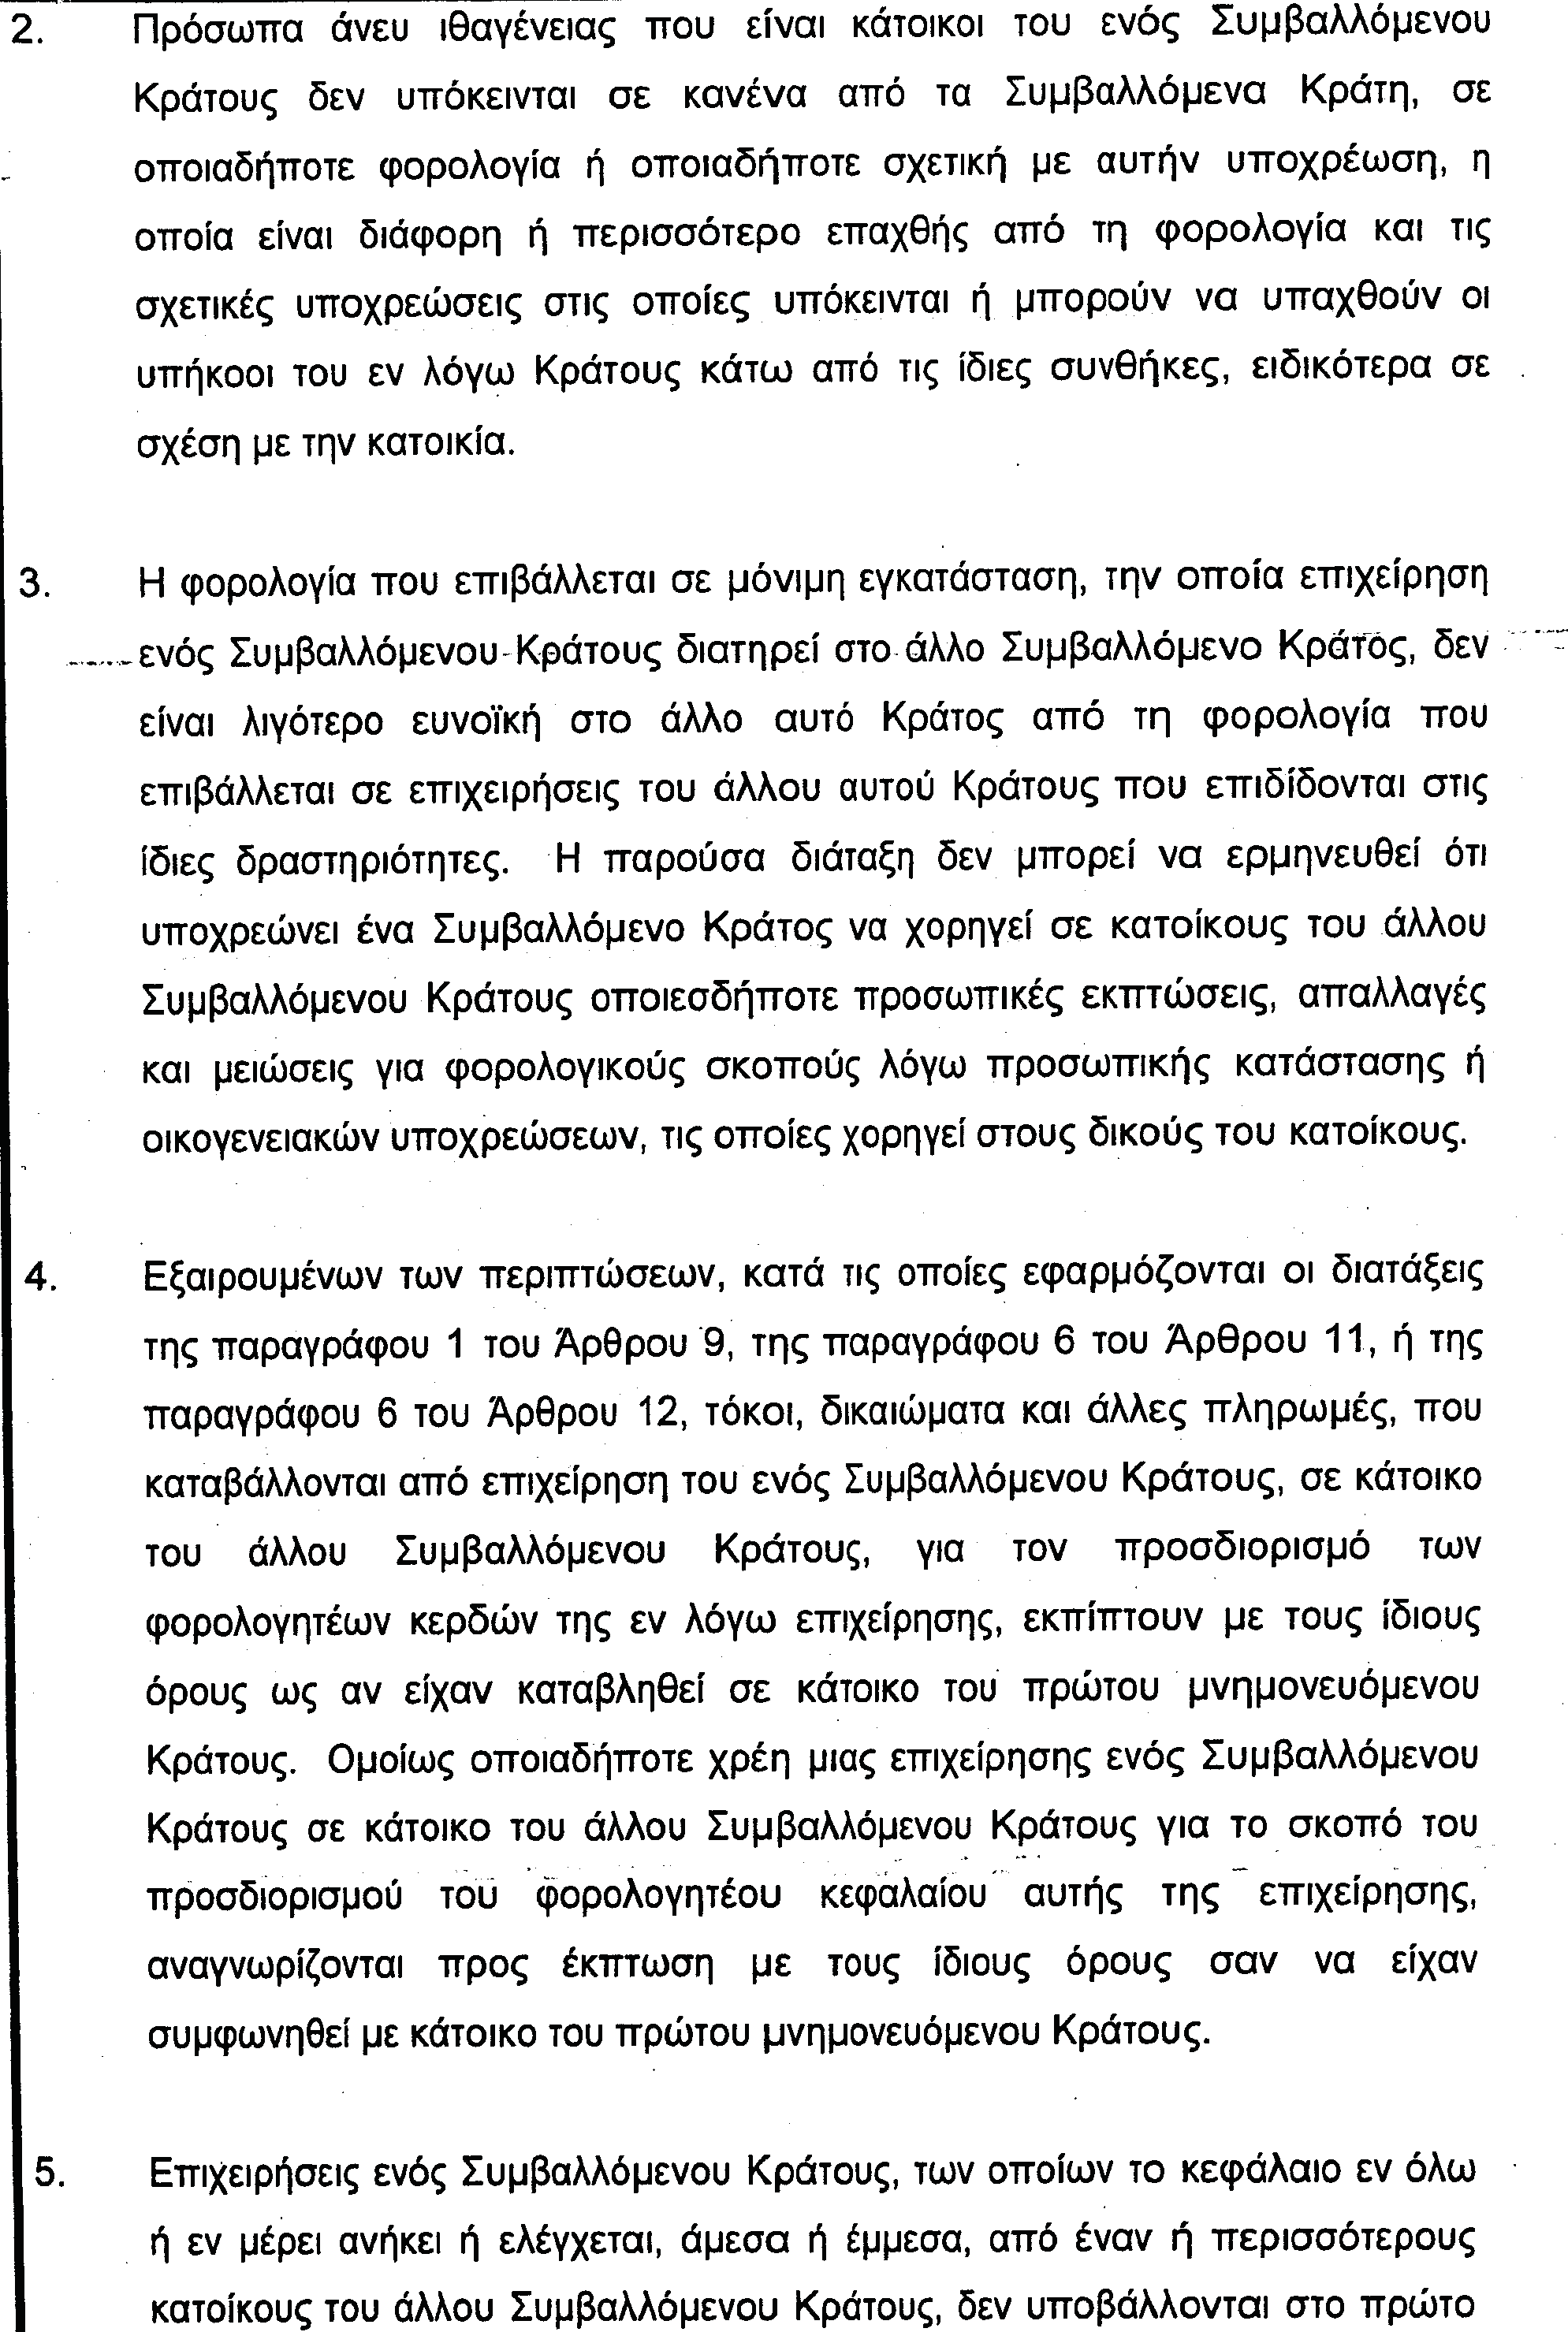 2. Πρόσωπα άνευ ιθαγένειας που είναι κάτοικοι του ενός Συμβαλλόμενου
Κράτους δεν υπόκεινται σε κανένα από τα Συμβαλλόμενα Κράτη, σε
οποιαδήποτε φορολογία ή οποιαδήποτε σχετική με αυτήν υποχρέωση, η
οποία είναι διάφορη ή περισσότερο επαχθής από τη φορολογία και τις
σχετικές υποχρεώσεις στις οποίες υπόκεινται ή μπορούν να υπαχθούν οι
υπήκοοι του εν λόγω Κράτους κάτω από τις ίδιες συνθήκες, ειδικότερα σε
σχέση με την κατοικία.
3. Η φορολογία που επιβάλλεται σε μόνιμη εγκατάσταση, την οποία επιχείρηση
ενός Συμβαλλόμενου Κράτους διατηρεί στο άλλο Συμβαλλόμενο Κράτος, δεν
είναι λιγότερο ευνοϊκή στο άλλο αυτό Κράτος από τη φορολογία που
επιβάλλεται σε επιχειρήσεις του άλλου αυτού Κράτους που επιδίδονται στις
ίδιες δραστηριότητες. Η παρούσα διάταξη δεν μπορεί να ερμηνευθεί ότι
υποχρεώνει ένα Συμβαλλόμενο Κράτος να χορηγεί σε κατοίκους του άλλου
Συμβαλλόμενου Κράτους οποιεσδήποτε προσωπικές εκπτώσεις, απαλλαγές
και μειώσεις για φορολογικούς σκοπούς λόγω προσωπικής κατάστασης ή
οικογενειακών υποχρεώσεων, τις οποίες χορηγεί στους δικούς του κατοίκους.
4. Εξαιρουμένων των περιπτώσεων, κατά τις οποίες εφαρμόζονται οι διατάξεις
της παραγράφου 1 του Άρθρου 9, της παραγράφου 6 του Άρθρου 11, ή της
παραγράφου 6 του Άρθρου 12, τόκοι, δικαιώματα και άλλες πληρωμές, που
καταβάλλονται από επιχείρηση του ενός Συμβαλλόμενου Κράτους, σε κάτοικο
του άλλου Συμβαλλόμενου Κράτους, για τον προσδιορισμό των
φορολογητέων κερδών της εν λόγω επιχείρησης, εκπίπτουν με τους ίδιους
όρους ως αν είχαν καταβληθεί σε κάτοικο του πρώτου μνημονευόμενου
Κράτους. Ομοίως οποιαδήποτε χρέη μιας επιχείρησης ενός Συμβαλλόμενου
Κράτους σε κάτοικο του άλλου Συμβαλλόμενου Κράτους για το σκοπό του
προσδιορισμού του φορολογητέου κεφαλαίου αυτής της επιχείρησης,
αναγνωρίζονται προς έκπτωση με τους ίδιους όρους σαν να είχαν
συμφωνηθεί με κάτοικο του πρώτου μνημονευόμενου Κράτους.
5. Επιχειρήσεις ενός Συμβαλλόμενου Κράτους, των οποίων το κεφάλαιο εν όλω
ή εν μέρει ανήκει ή ελέγχεται, άμεσα ή έμμεσα, από έναν ή περισσότερους
κατοίκους του άλλου Συμβαλλόμενου Κράτους, δεν υποβάλλονται στο πρώτο